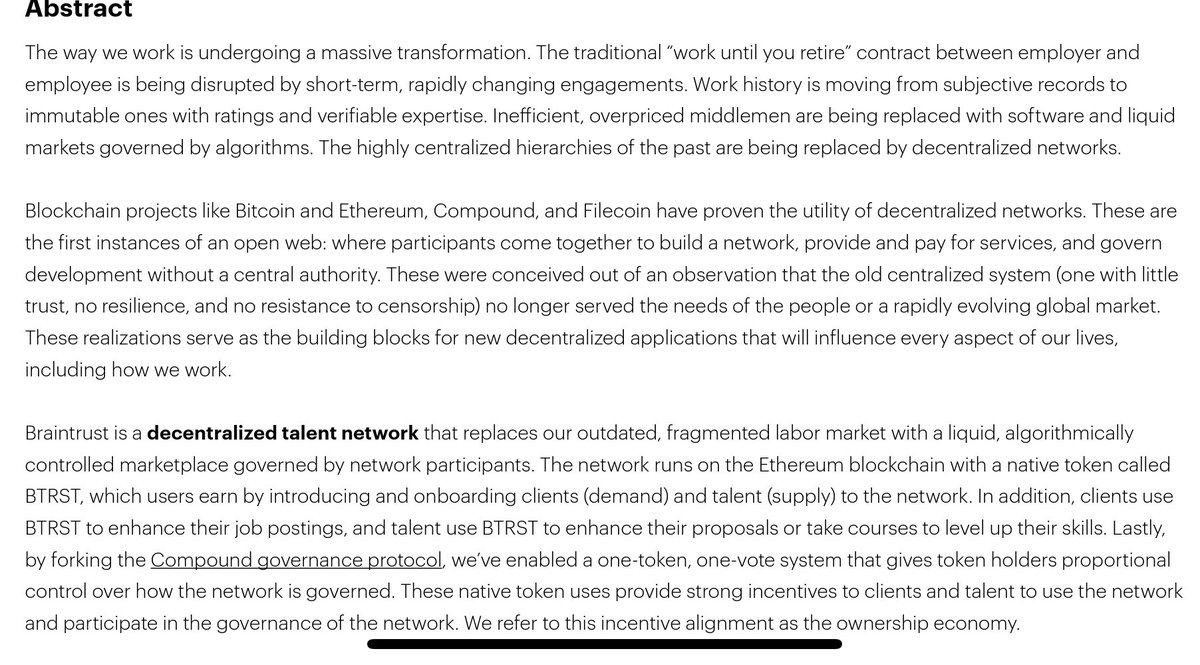 Abstract
The way we work is undergoing a massive transformation. The traditional “work until you retire” contract between employer and
employee is being disrupted by short-term, rapidly changing engagements. Work history is moving from subjective records to
immutable ones with ratings and verifiable expertise. Inefficient, overpriced middlemen are being replaced with software and liquid
markets governed by algorithms. The highly centralized hierarchies of the past are being replaced by decentralized networks.
Blockchain projects like Bitcoin and Ethereum, Compound, and Filecoin have proven the utility of decentralized networks. These are
the first instances of an open web: where participants come together to build a network, provide and pay for services, and govern
development without a central authority. These were conceived out of an observation that the old centralized system (one with little
trust, no resilience, and no resistance to censorship) no longer served the needs of the people or a rapidly evolving global market.
These realizations serve as the building blocks for new decentralized applications that will influence every aspect of our lives,
including how we work.
Braintrust is a decentralized talent network that replaces our outdated, fragmented labor market with a liquid, algorithmically
controlled marketplace governed by network participants. The network runs on the Ethereum blockchain with a native token called
BTRST, which users earn by introducing and onboarding clients (demand) and talent (supply) to the network. In addition, clients use
BTRST to enhance their job postings, and talent use BTRST to enhance their proposals or take courses to level up their skills. Lastly,
by forking the Compound governance protocol, we’ve enabled a one-token, one-vote system that gives token holders proportional
control over how the network is governed. These native token uses provide strong incentives to clients and talent to use the network
and participate in the governance of the network. We refer to this incentive alignment as the ownership economy.